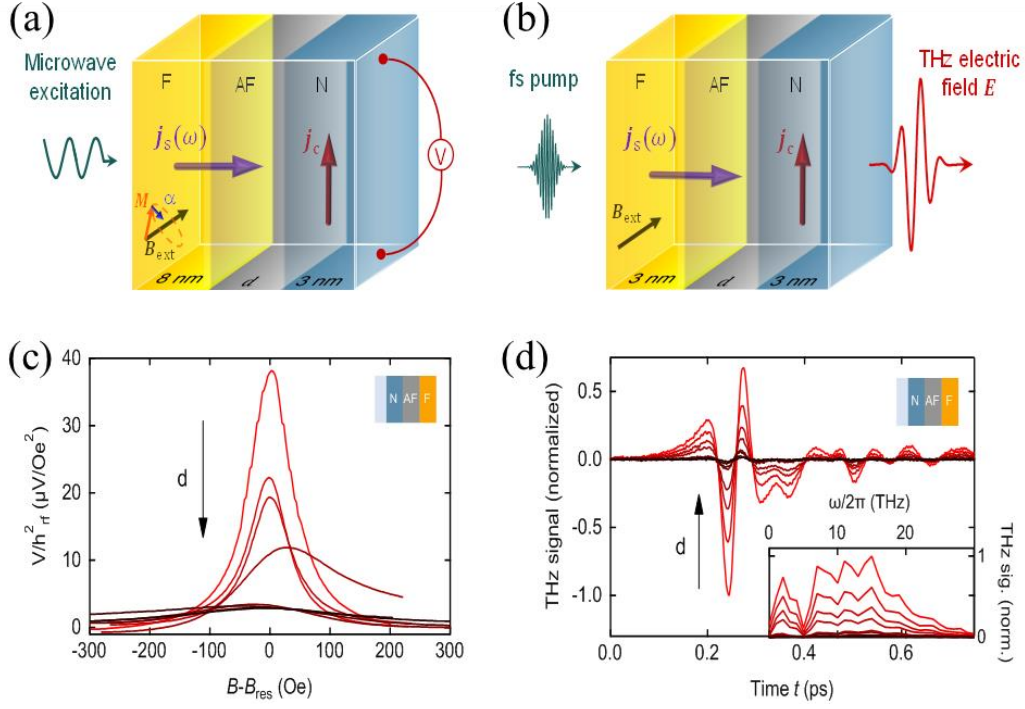 (a)
Microwave
excitation
F
AF
N
j_s(ω)
j_c
V
M
α
B_ext
8 nm
d
3 nm
(b)
fs pump
F
AF
N
THz electric
field E
j_s(ω)
j_c
B_ext
3 nm
d
3 nm
(c)
V/h²_rf (μV/Oe²)
40
30
20
10
0
d
N AF F
-300 -200 -100 0 100 200 300
B-B_res (Oe)
(d)
THz signal (normalized)
0.5
0.0
-0.5
-1.0
d
N AF F
ω/2π (THz)
0 10 20
1
0
THz sig. (norm.)
0.0 0.2 0.4 0.6
Time t (ps)